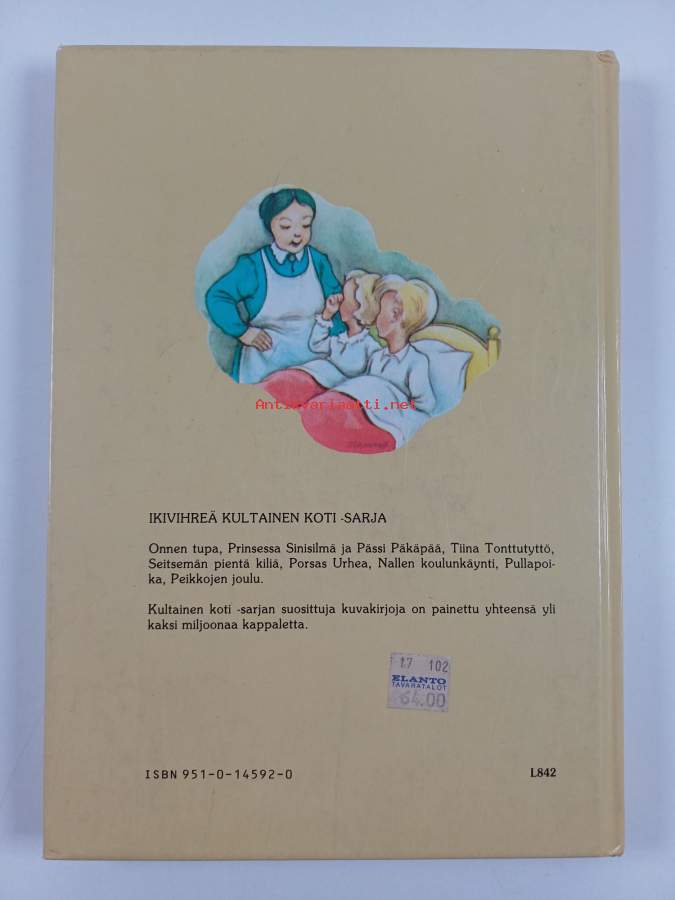 Antikvariaatti.net
IKIVIHREÄ KULTAINEN KOTI -SARJA
Onnen tupa, Prinsessa Sinisilmä ja Pässi Päkäpää, Tiina Tonttutyttö,
Seitsemän pientä kiliä, Porsas Urhea, Nallen koulunkäynti, Pullapoi-
ka, Peikkojen joulu.
Kultainen koti -sarjan suosittuja kuvakirjoja on painettu yhteensä yli
kaksi miljoonaa kappaletta.
17 102
ELANTO
TAVARATALOT
64.00
ISBN 951-0-14592-0
L842